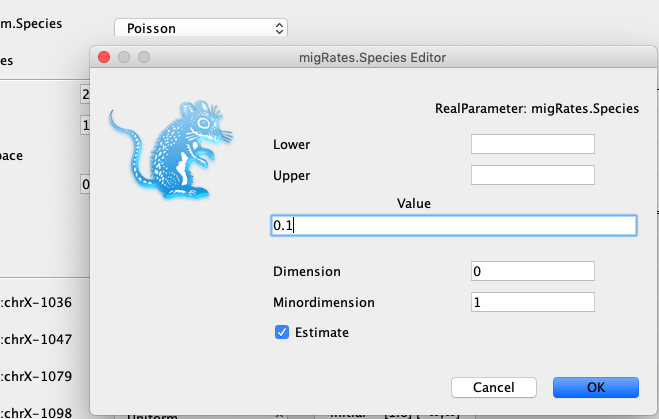 m.Species
Poisson
es
migRates.Species Editor
2
RealParameter: migRates.Species
1
Lower
Upper
pace
0
Value
0.1
Dimension
0
Minordimension
1
:chrX-1036
Estimate
:chrX-1047
:chrX-1079
Cancel
OK
:chrX-1098